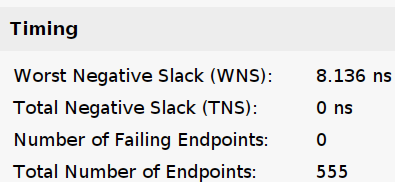 Timing
Worst Negative Slack (WNS): 8.136 ns
Total Negative Slack (TNS): 0 ns
Number of Failing Endpoints: 0
Total Number of Endpoints: 555